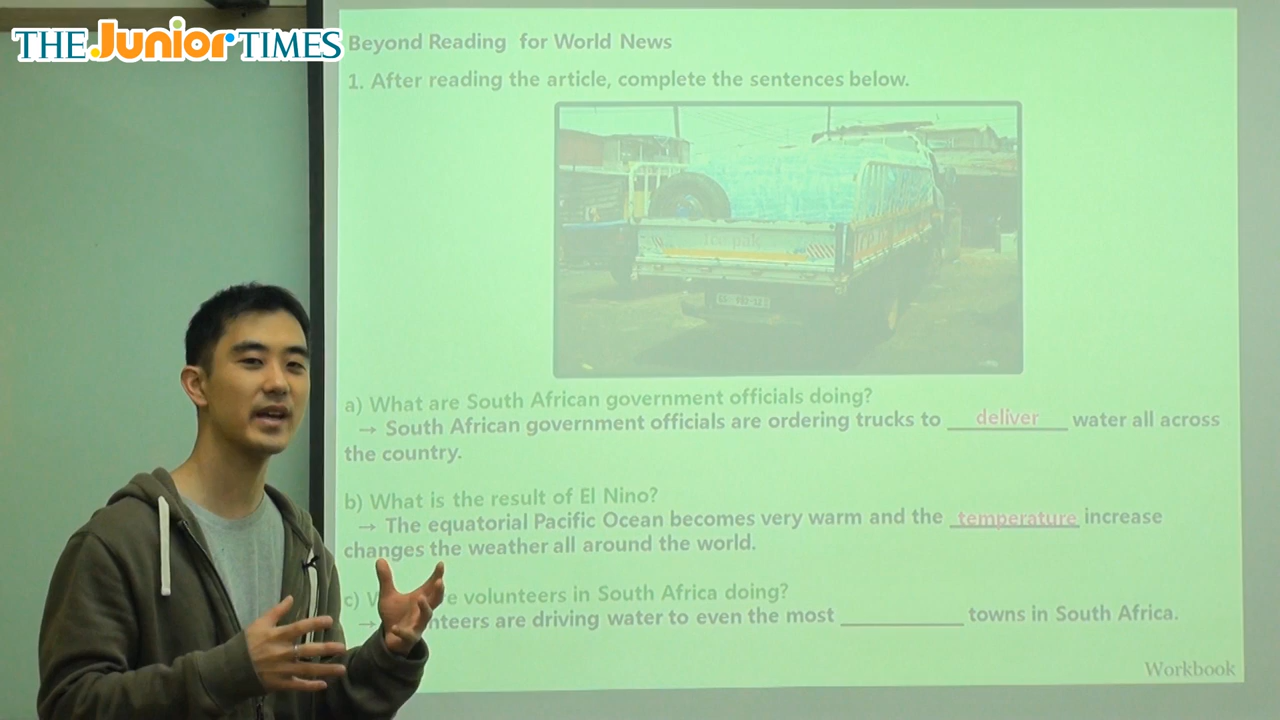 THE Junior TIMES
Beyond Reading for World News
1. After reading the article, complete the sentences below.
a) What are South African government officials doing?
→ South African government officials are ordering trucks to deliver water all across
the country.
b) What is the result of El Nino?
→ The equatorial Pacific Ocean becomes very warm and the temperature increase
changes the weather all around the world.
c) volunteers in South Africa doing?
→ are driving water to even the most ____________ towns in South Africa.
Workbook